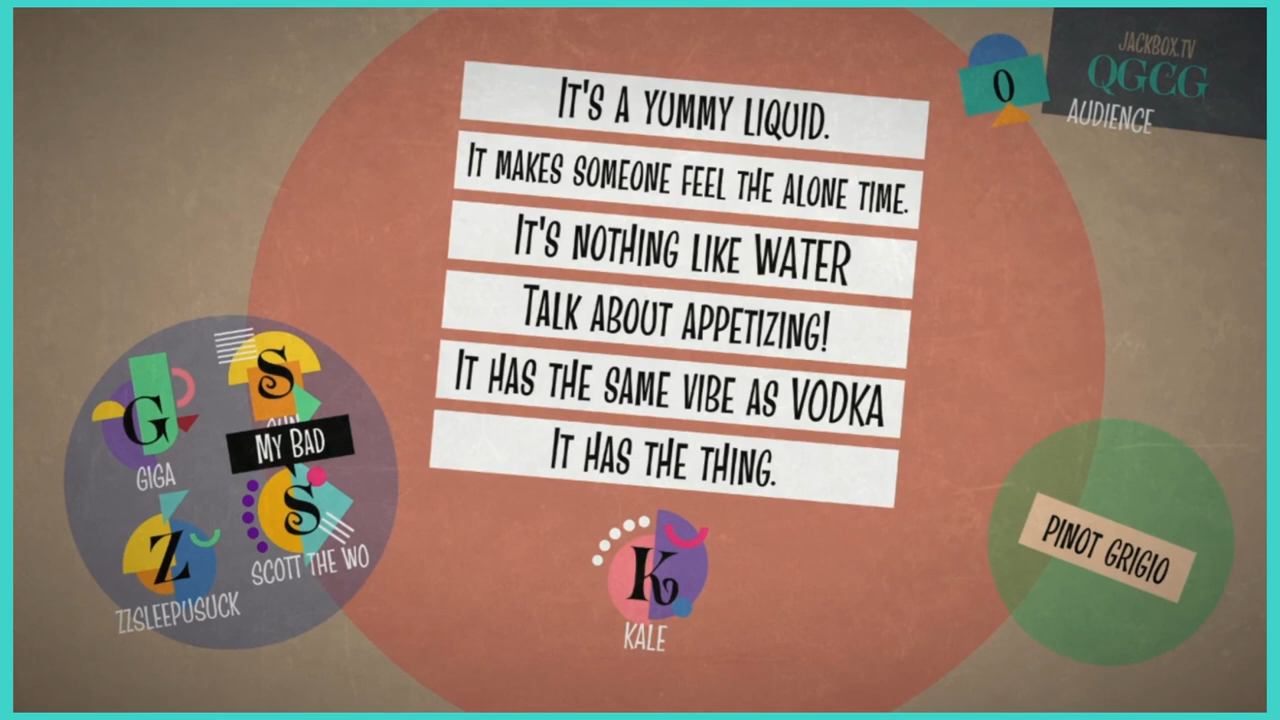 IT'S A YUMMY LIQUID.
IT MAKES SOMEONE FEEL THE ALONE TIME.
IT'S NOTHING LIKE WATER
TALK ABOUT APPETIZING!
IT HAS THE SAME VIBE AS VODKA
IT HAS THE THING.
JACKBOX.TV
QGCG
0
AUDIENCE
G
GIGA
S
MY BAD
Z
ZZSLEEPUSUCK
S
SCOTT THE WO
K
KALE
PINOT GRIGIO